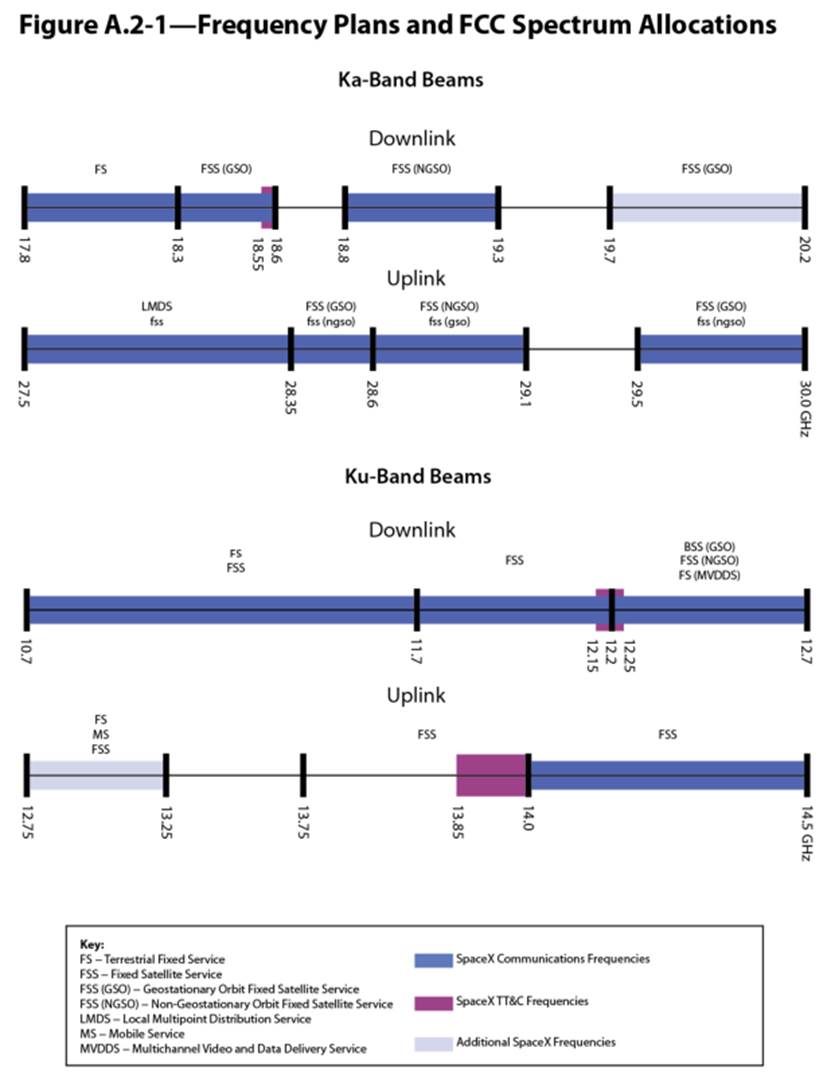 Figure A.2-1—Frequency Plans and FCC Spectrum Allocations
Ka-Band Beams
Downlink
FS
FSS (GSO)
FSS (NGSO)
FSS (GSO)
17.8
18.3
18.55
18.6
18.8
19.3
19.7
20.2
Uplink
LMDS
fss
FSS (GSO)
fss (ngso)
FSS (NGSO)
fss (gso)
FSS (GSO)
fss (ngso)
27.5
28.35
28.6
29.1
29.5
30.0 GHz
Ku-Band Beams
Downlink
FS
FSS
FSS
BSS (GSO)
FSS (NGSO)
FS (MVDDS)
10.7
11.7
12.15
12.2
12.25
12.7
Uplink
FS
MS
FSS
FSS
FSS
12.75
13.25
13.75
13.85
14.0
14.5 GHz
Key:
FS – Terrestrial Fixed Service
FSS – Fixed Satellite Service
FSS (GSO) – Geostationary Orbit Fixed Satellite Service
FSS (NGSO) – Non-Geostationary Orbit Fixed Satellite Service
LMDS – Local Multipoint Distribution Service
MS – Mobile Service
MVDDS – Multichannel Video and Data Delivery Service
SpaceX Communications Frequencies
SpaceX TT&C Frequencies
Additional SpaceX Frequencies